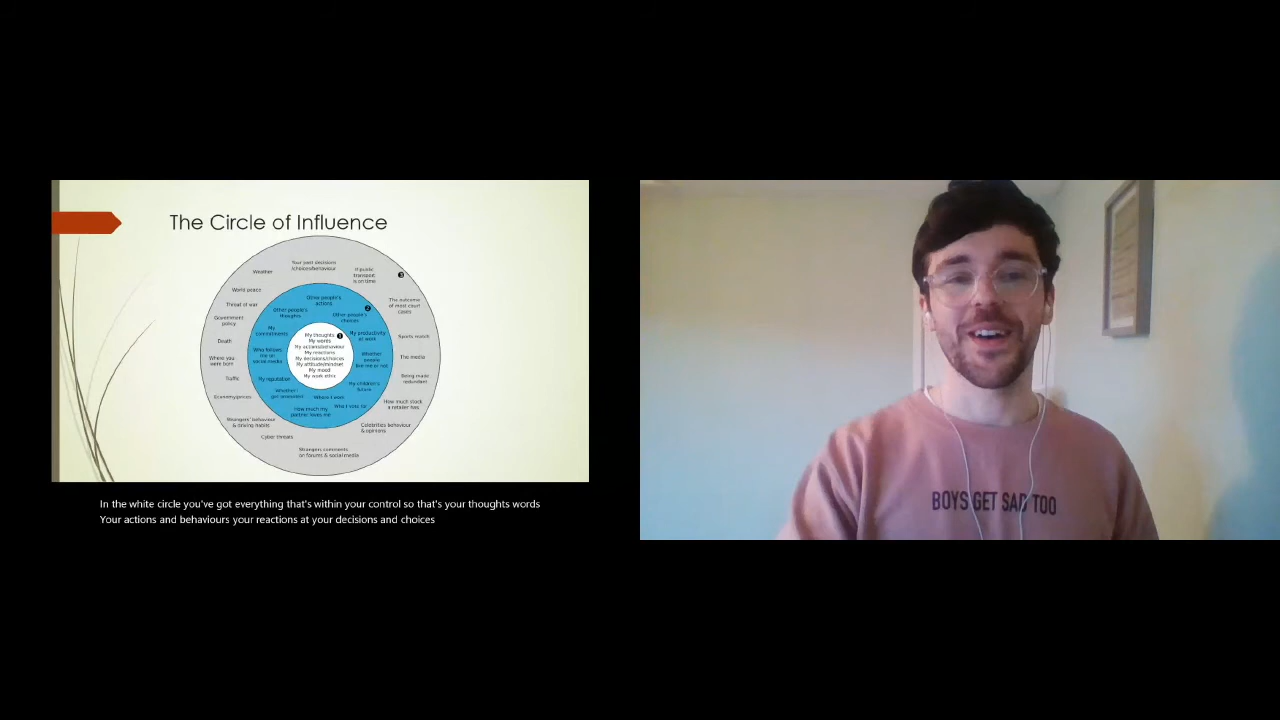 The Circle of Influence
Your past decisions
/choices/behaviour
Weather
If public
transport
is on time
3
World peace
Threat of war
The outcome
of most court
cases
Government
policy
Sports match
Death
The media
Where you
were born
Being made
redundant
Traffic
Economy/prices
How much stock
a retailer has
Strangers' behaviour
& driving habits
Celebrities behaviour
& opinions
Cyber threats
Strangers comments
on forums & social media
Other people's
actions
2
Other people's
thoughts
Other people's
choices
My
commitments
My productivity
at work
Who follows
me on
social media
Whether
people
like me or not
My reputation
My children's
future
Whether I
get promoted
Where I work
Who I vote for
How much my
partner loves me
My thoughts
1
My words
My actions/behaviour
My reactions
My decisions/choices
My attitude/mindset
My mood
My work ethic
In the white circle you've got everything that's within your control so that's your thoughts words
Your actions and behaviours your reactions at your decisions and choices
BOYS GET SAD TOO